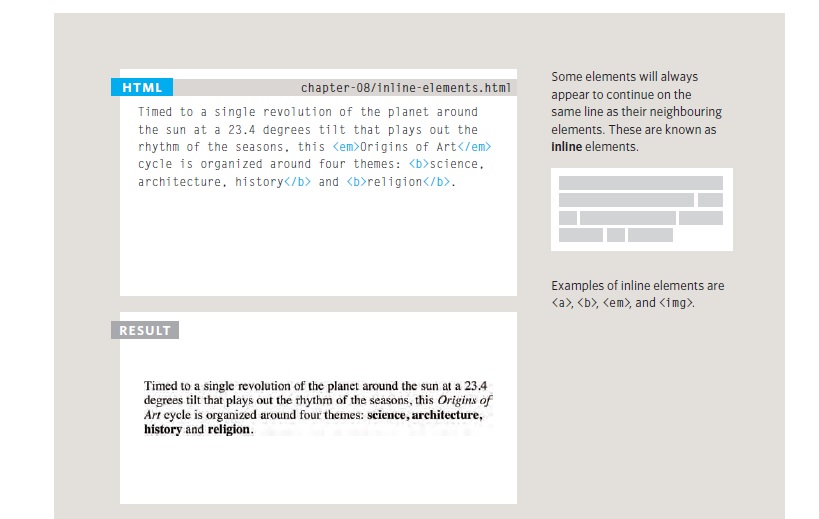 HTML
chapter-08/inline-elements.html
Timed to a single revolution of the planet around
the sun at a 23.4 degrees tilt that plays out the
rhythm of the seasons, this <em>Origins of Art</em>
cycle is organized around four themes: <b>science,
architecture, history</b> and <b>religion</b>.
RESULT
Timed to a single revolution of the planet around the sun at a 23.4
degrees tilt that plays out the rhythm of the seasons, this Origins of
Art cycle is organized around four themes: science, architecture,
history and religion.
Some elements will always
appear to continue on the
same line as their neighbouring
elements. These are known as
inline elements.
Examples of inline elements are
<a>, <b>, <em>, and <img>.